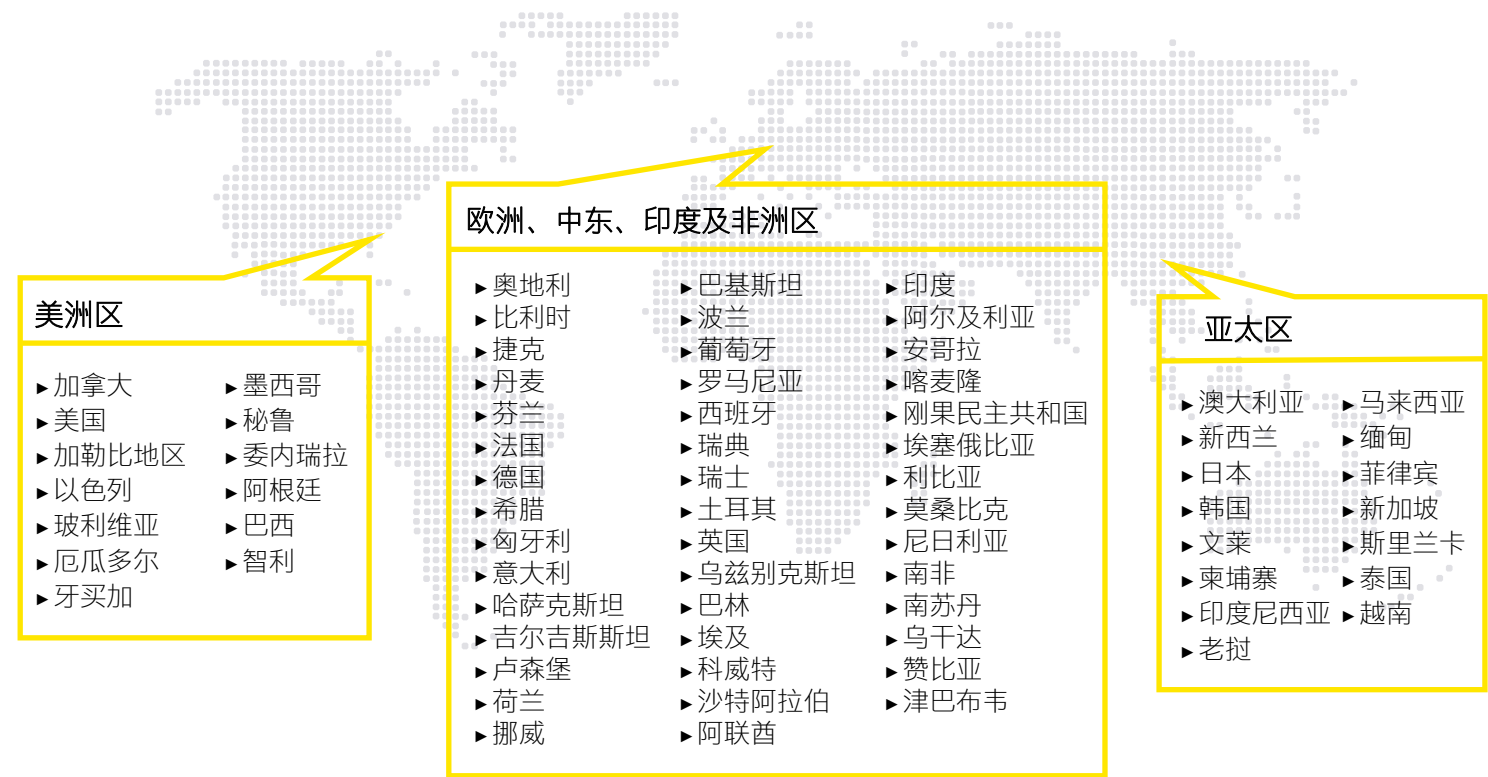 欧洲、中东、印度及非洲区
►奥地利
►比利时
►捷克
►丹麦
►芬兰
►法国
►德国
►希腊
►匈牙利
►意大利
►哈萨克斯坦
►吉尔吉斯斯坦
►卢森堡
►荷兰
►挪威
►巴基斯坦
►波兰
►葡萄牙
►罗马尼亚
►西班牙
►瑞典
►瑞士
►土耳其
►英国
►乌兹别克斯坦
►巴林
►埃及
►科威特
►沙特阿拉伯
►阿联酋
►印度
►阿尔及利亚
►安哥拉
►喀麦隆
►刚果民主共和国
►埃塞俄比亚
►利比亚
►莫桑比克
►尼日利亚
►南非
►南苏丹
►乌干达
►赞比亚
►津巴布韦
美洲区
►加拿大
►美国
►加勒比地区
►以色列
►玻利维亚
►厄瓜多尔
►牙买加
►墨西哥
►秘鲁
►委内瑞拉
►阿根廷
►巴西
►智利
亚太区
►澳大利亚
►新西兰
►日本
►韩国
►文莱
►柬埔寨
►印度尼西亚
►老挝
►马来西亚
►缅甸
►菲律宾
►新加坡
►斯里兰卡
►泰国
►越南